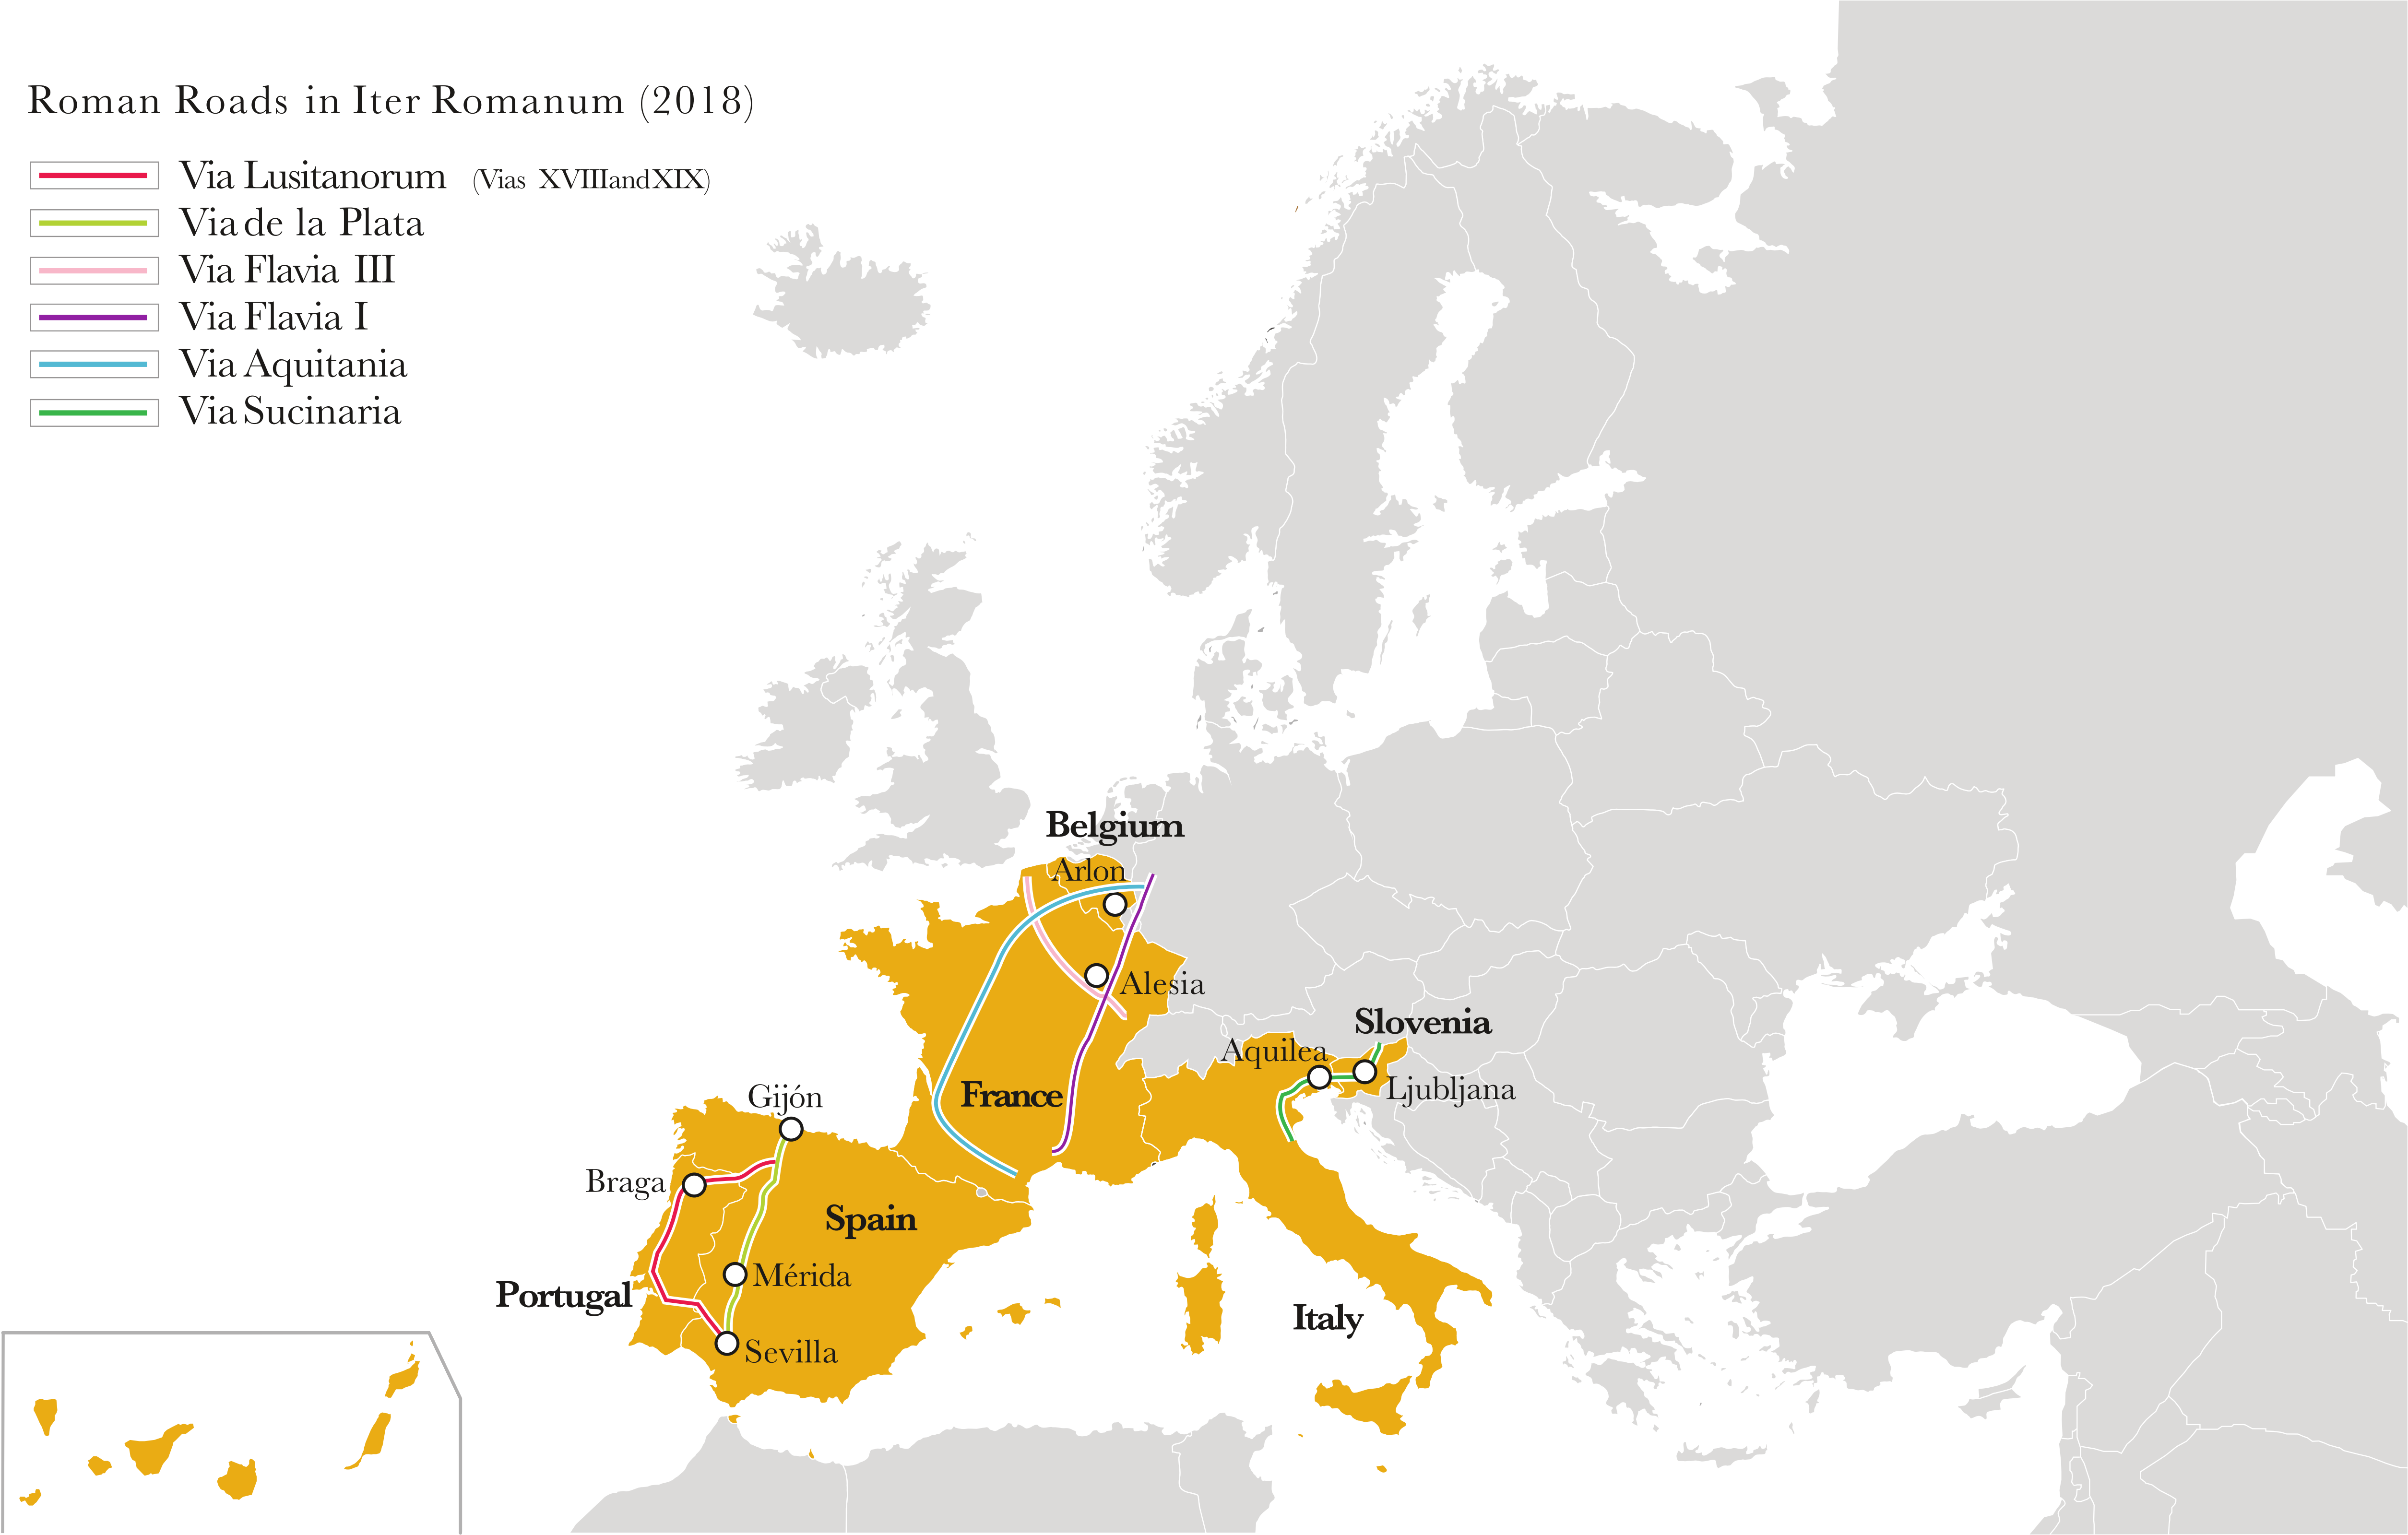 Roman Roads in Iter Romanum (2018)
Via Lusitanorum (Vias XVIIIandXIX)
Via de la Plata
Via Flavia III
Via Flavia I
Via Aquitania
Via Sucinaria
Belgium
Arlon
Alesia
Slovenia
Aquilea
Ljubljana
France
Gijón
Braga
Spain
Mérida
Portugal
Italy
Sevilla